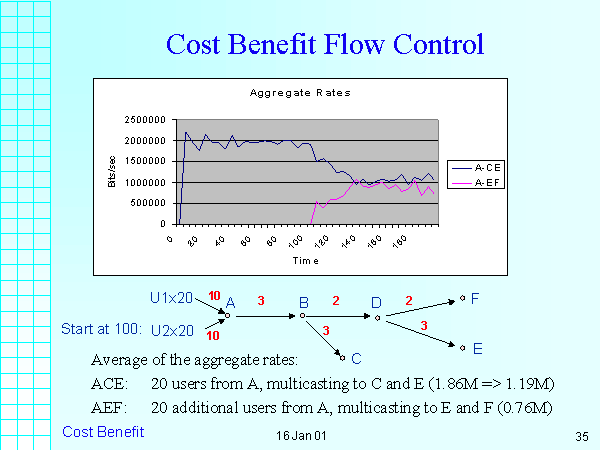 Cost Benefit Flow Control
Aggregate Rates
2500000
2000000
1500000
1000000
500000
0
Bits/sec
0 20 40 60 80 100 120 140 160 180
Time
A-CE
A-EF
U1x20 10 A 3 B 2 D 2 F
Start at 100: U2x20 10 3 C 3 E
Average of the aggregate rates:
ACE: 20 users from A, multicasting to C and E (1.86M => 1.19M)
AEF: 20 additional users from A, multicasting to E and F (0.76M)
Cost Benefit 16 Jan 01 35